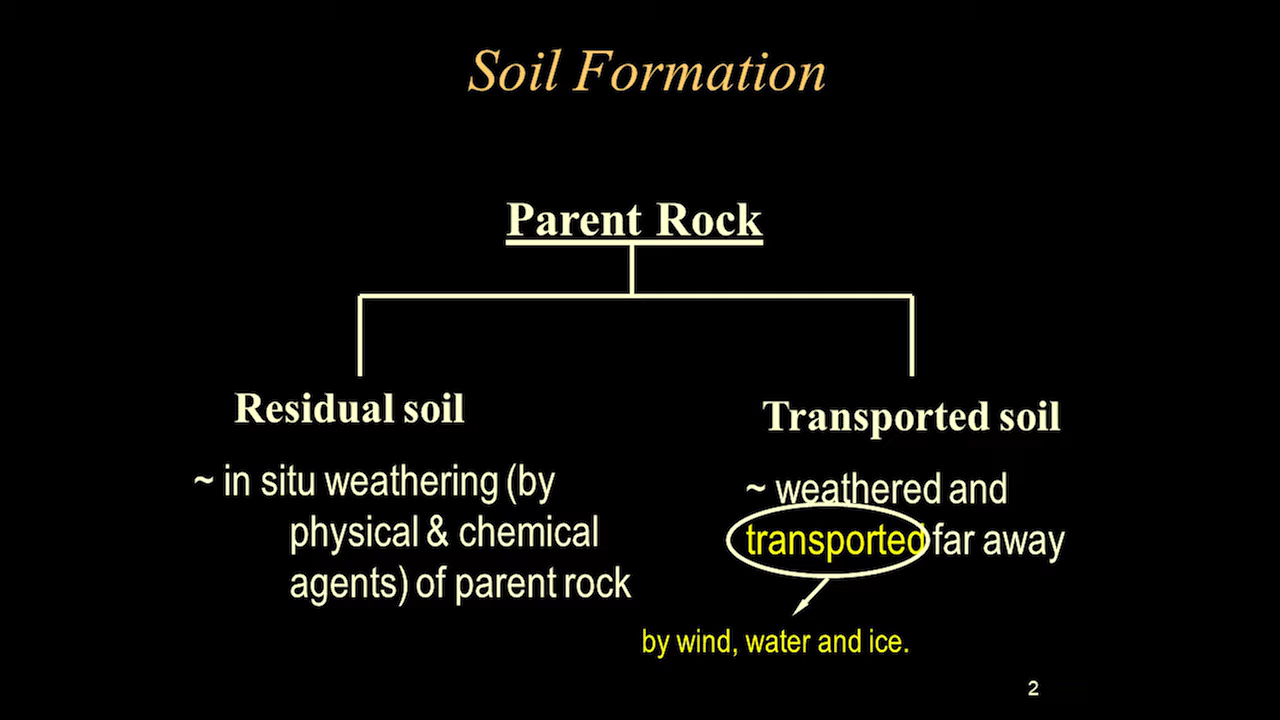 Soil Formation
Parent Rock
Residual soil
~ in situ weathering (by
physical & chemical
agents) of parent rock
Transported soil
~ weathered and
transported far away
by wind, water and ice.
2